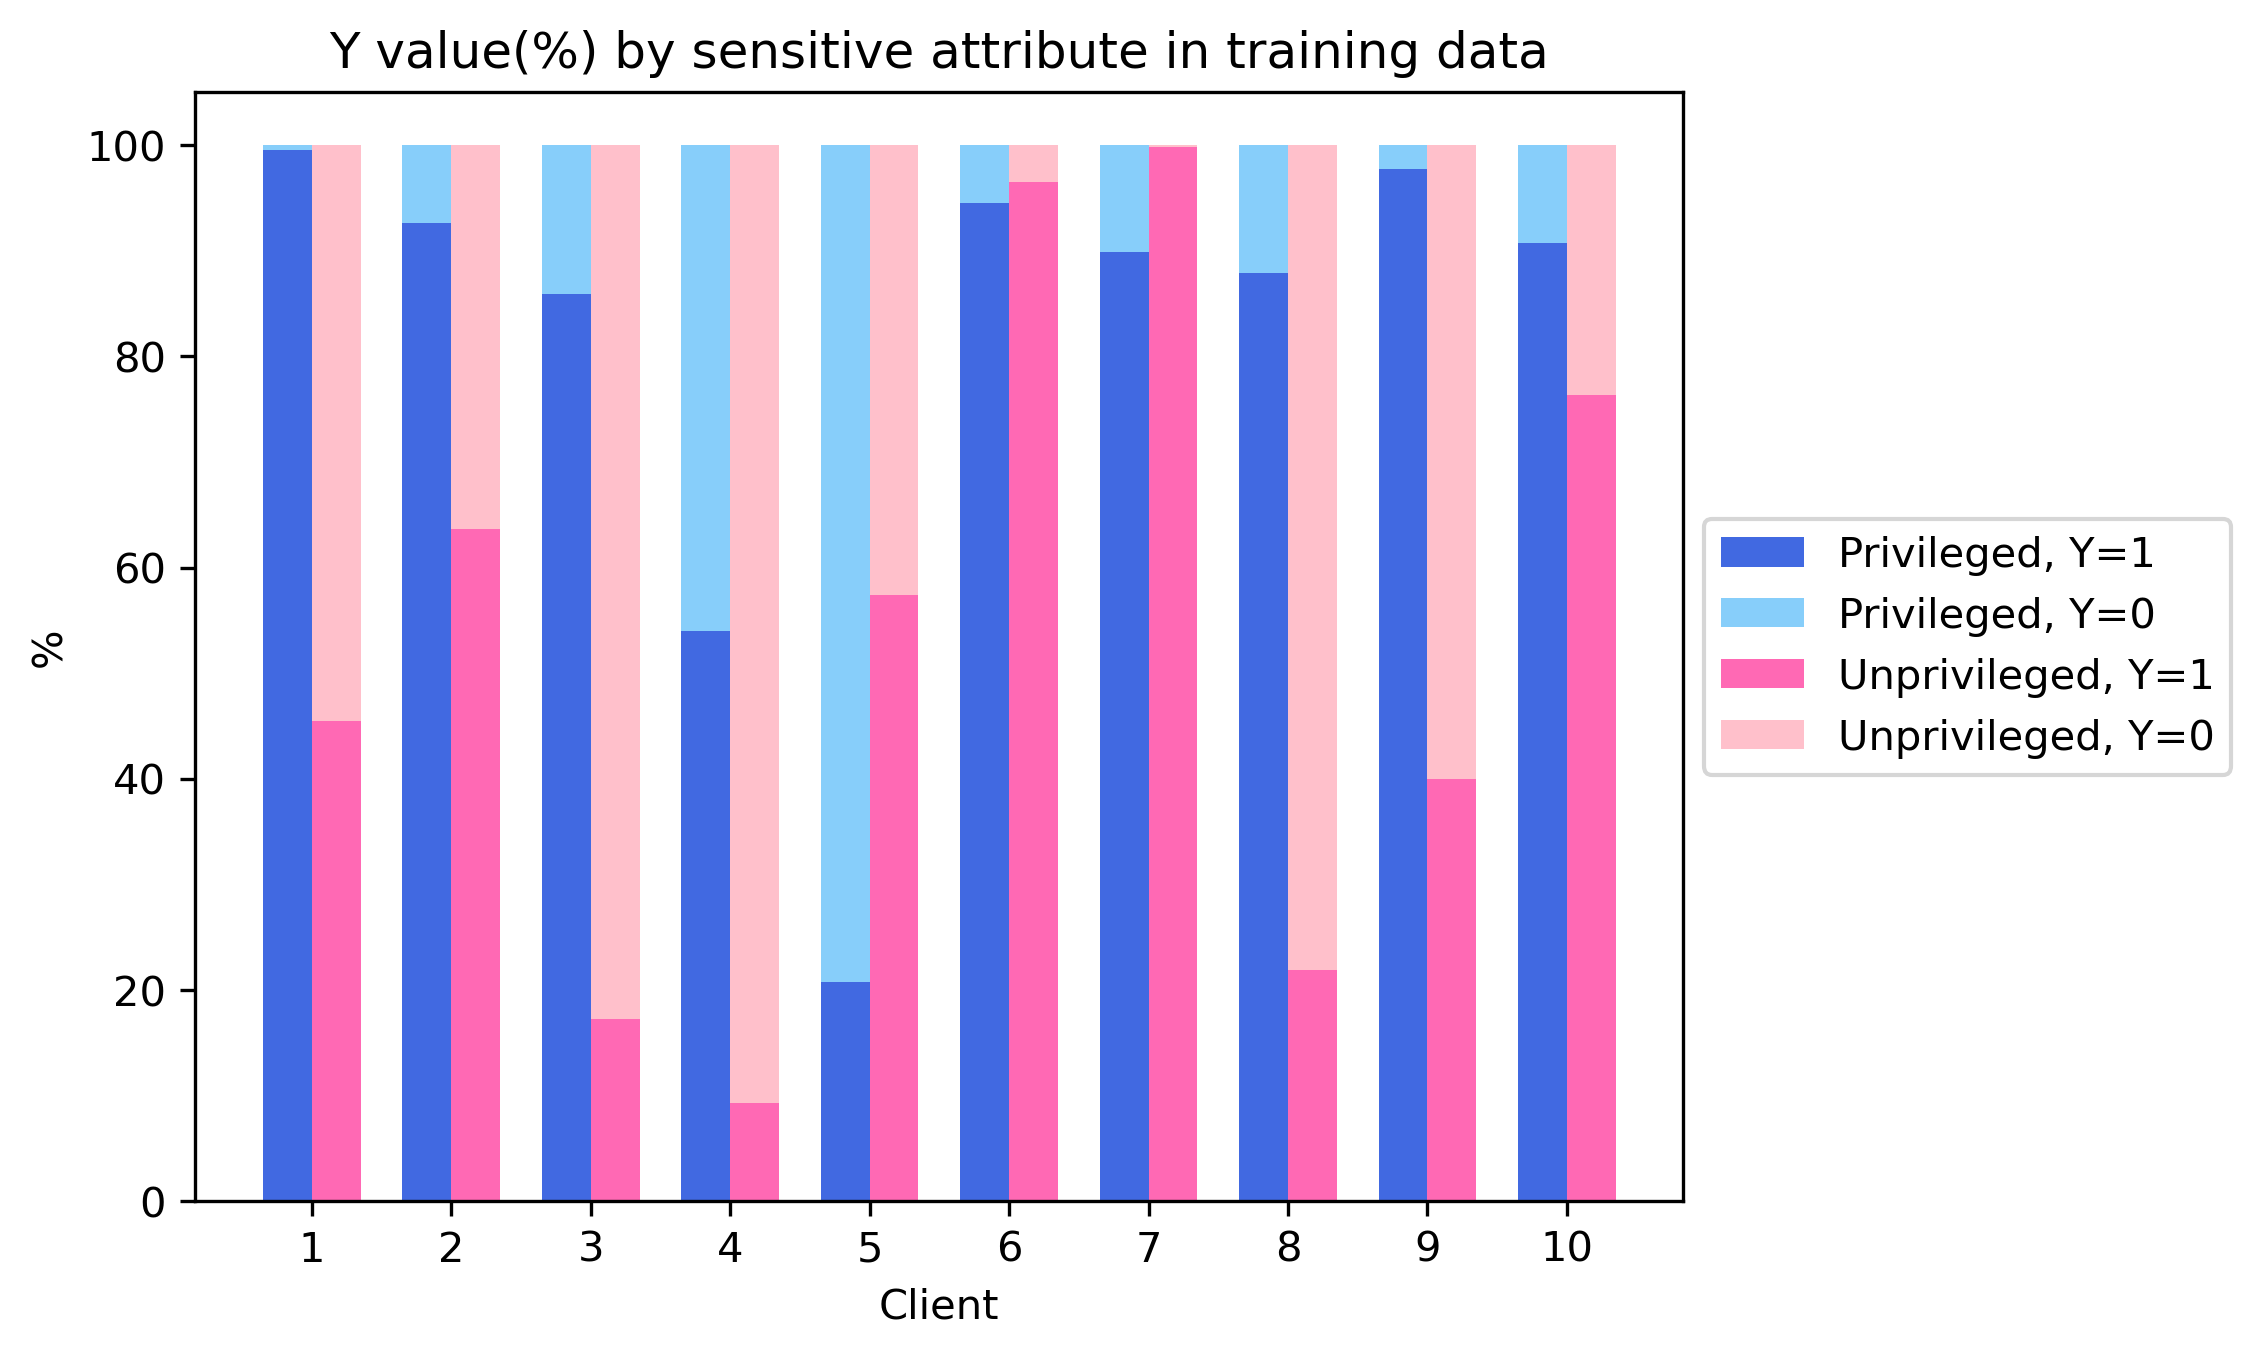 Y value(%) by sensitive attribute in training data
100
80
60
40
20
0
%
1 2 3 4 5 6 7 8 9 10
Client
Privileged, Y=1
Privileged, Y=0
Unprivileged, Y=1
Unprivileged, Y=0